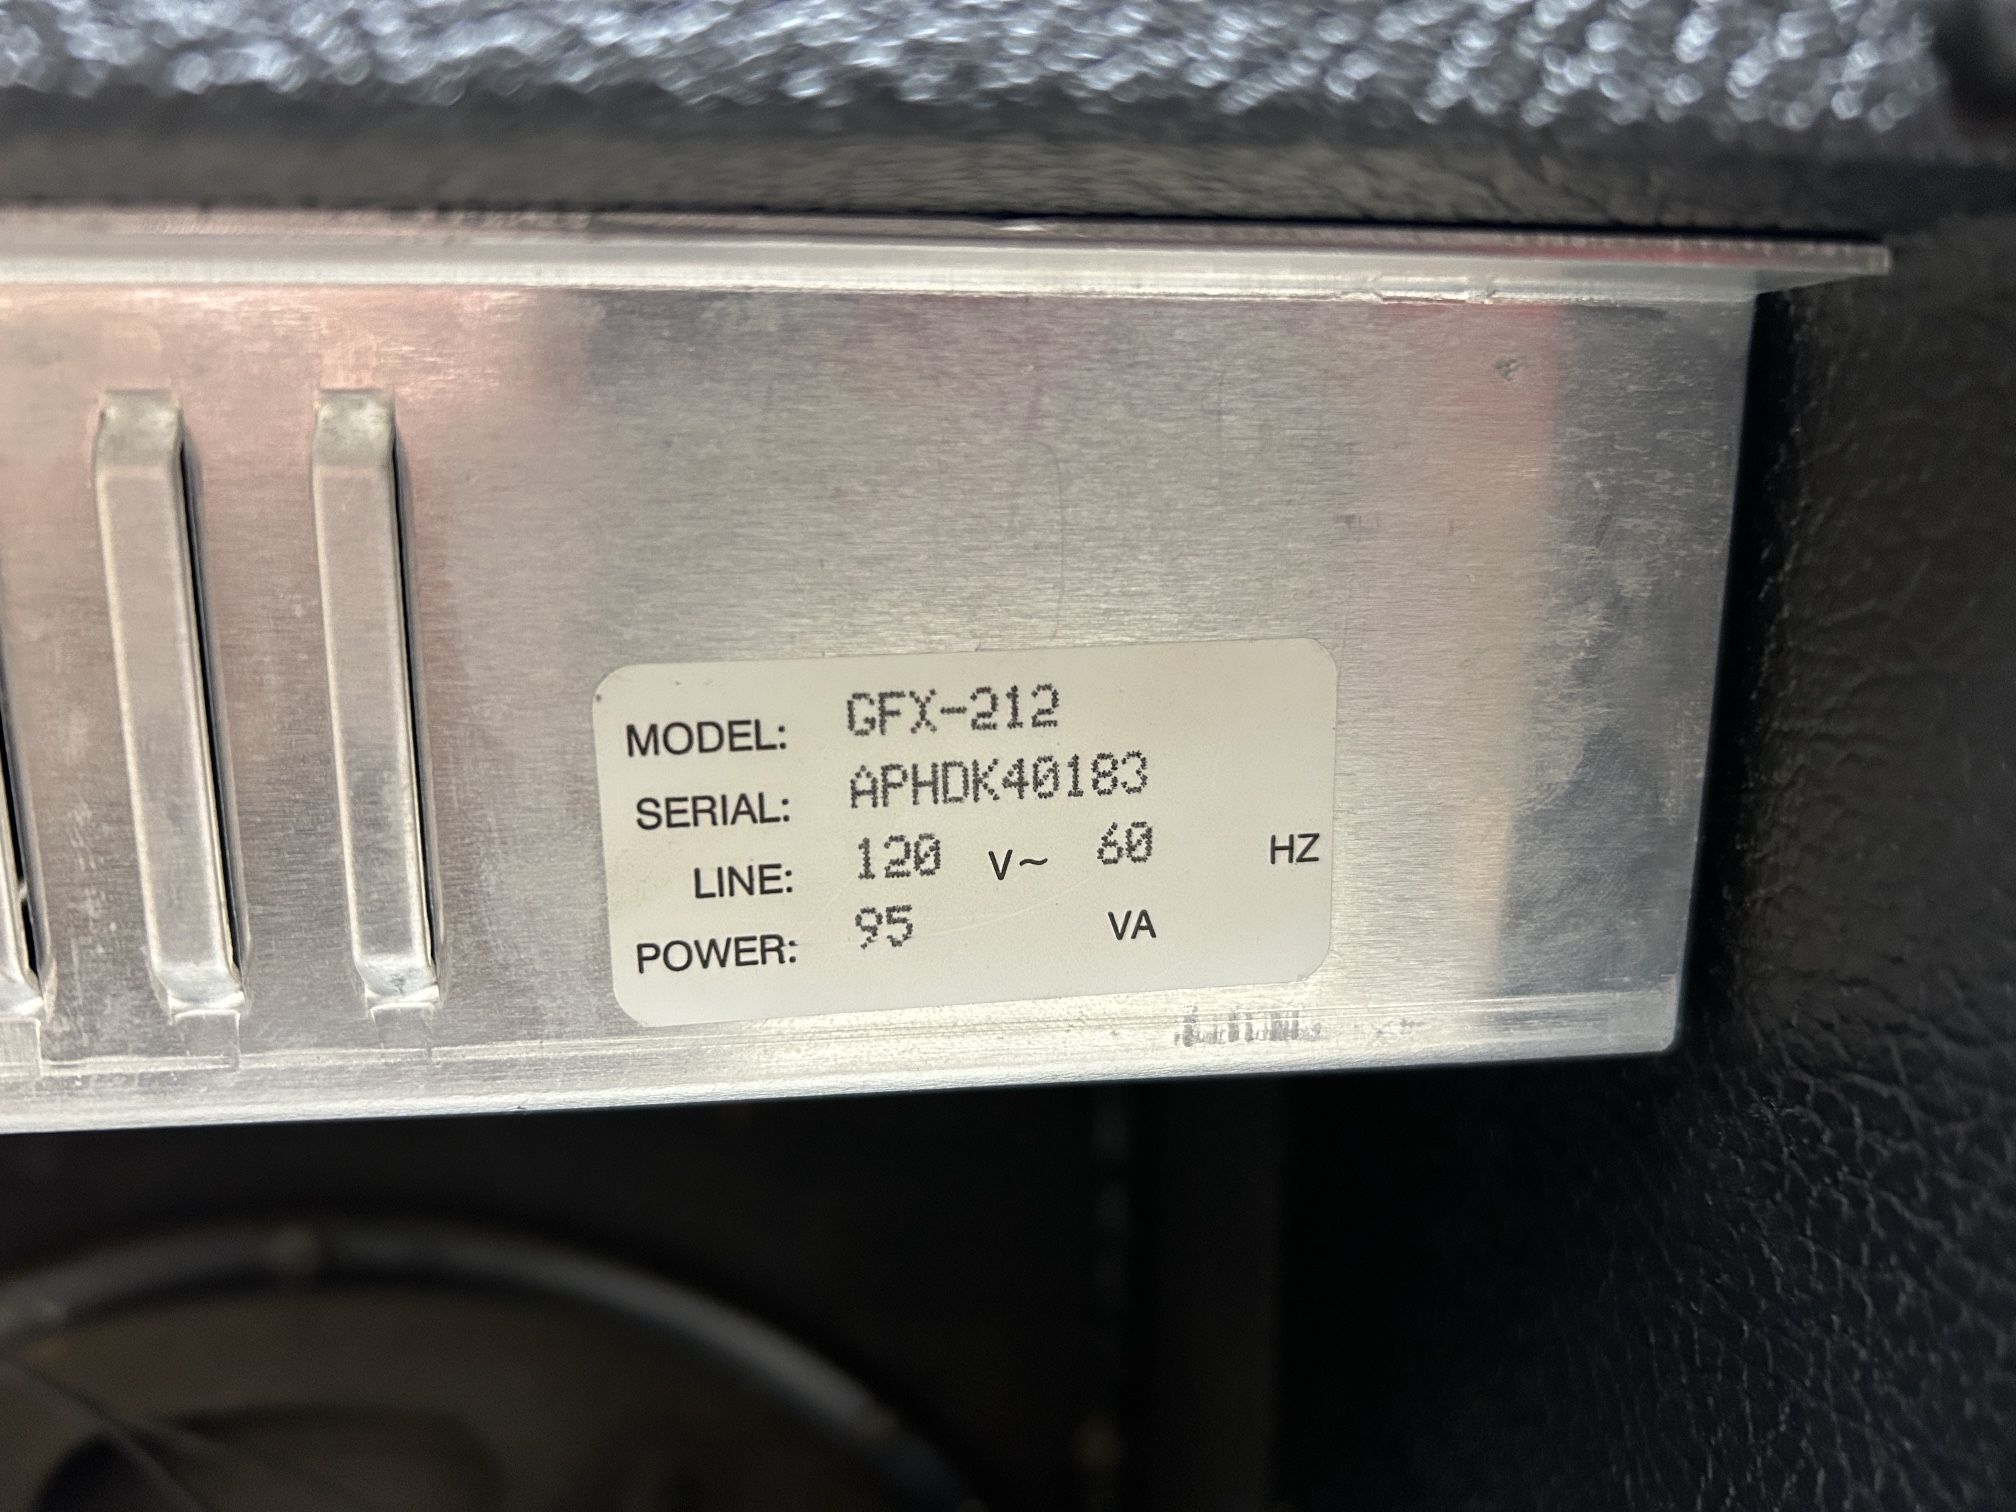 MODEL: GFX-212
SERIAL: APHDK40183
LINE: 120 V~ 60 HZ
POWER: 95 VA